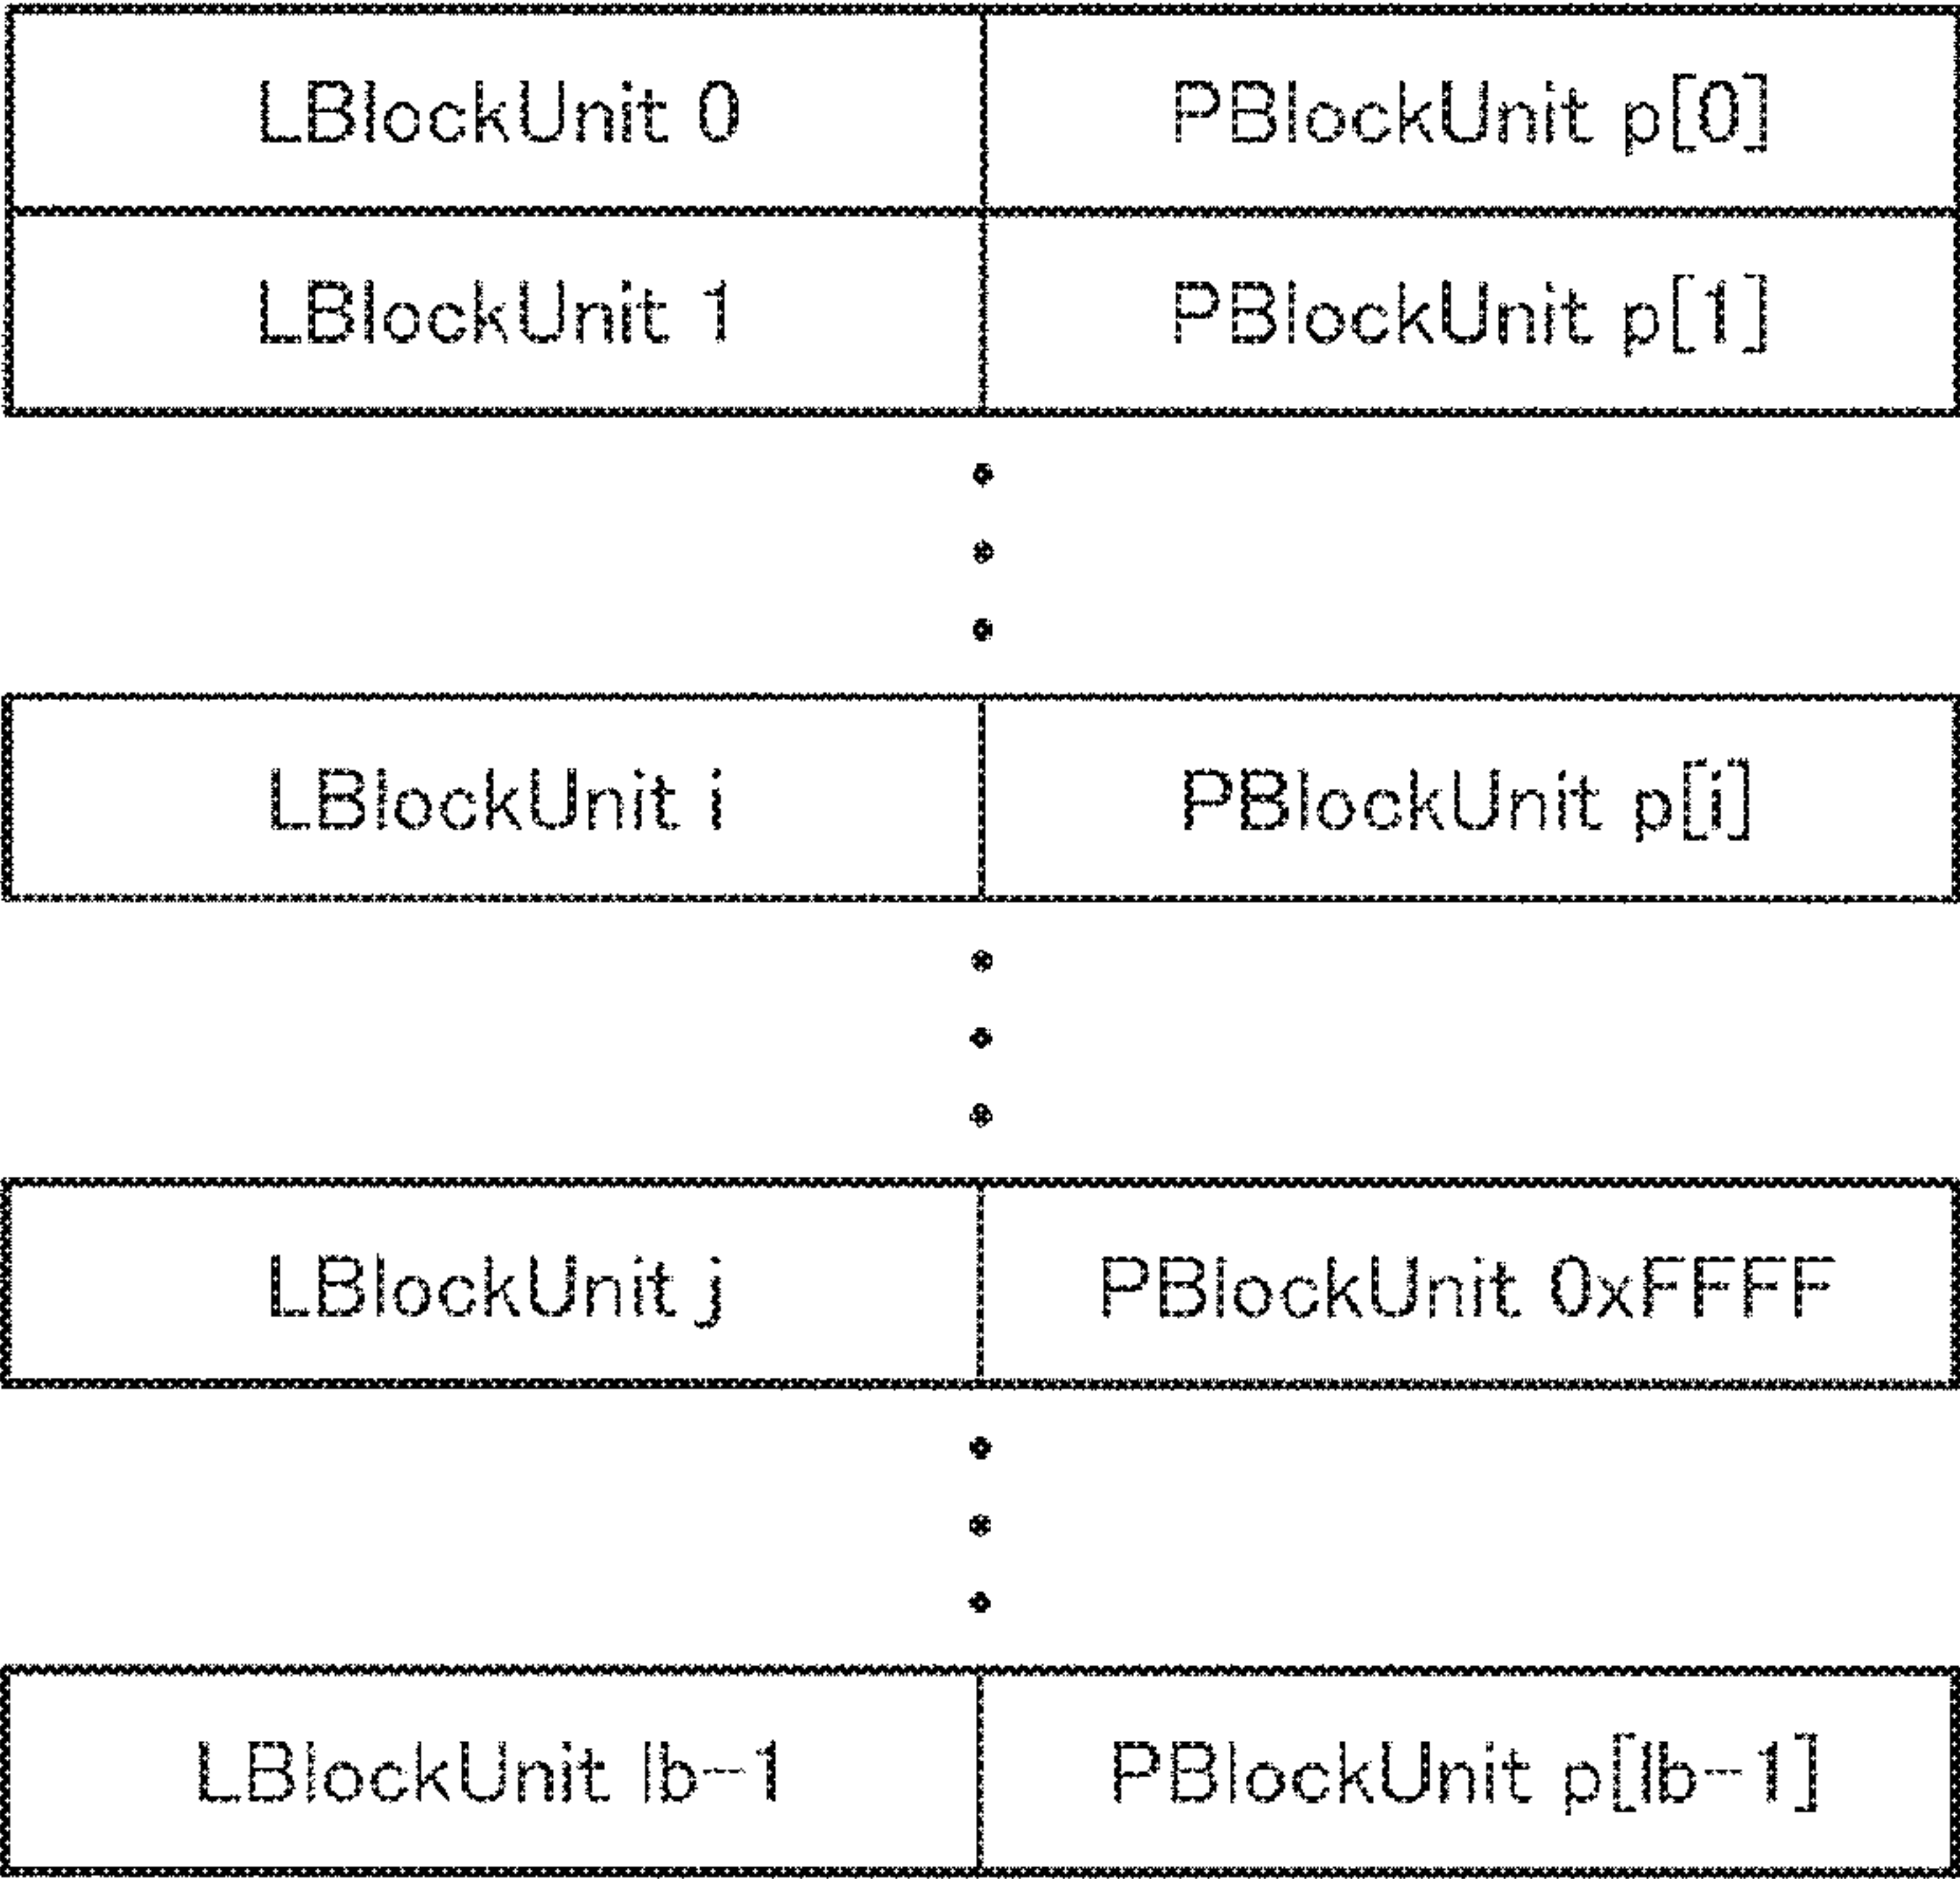 LBlockUnit 0 PBlockUnit p[0]
LBlockUnit 1 PBlockUnit p[1]
LBlockUnit i PBlockUnit p[i]
LBlockUnit j PBlockUnit 0xFFFF
LBlockUnit lb-1 PBlockUnit p[lb-1]